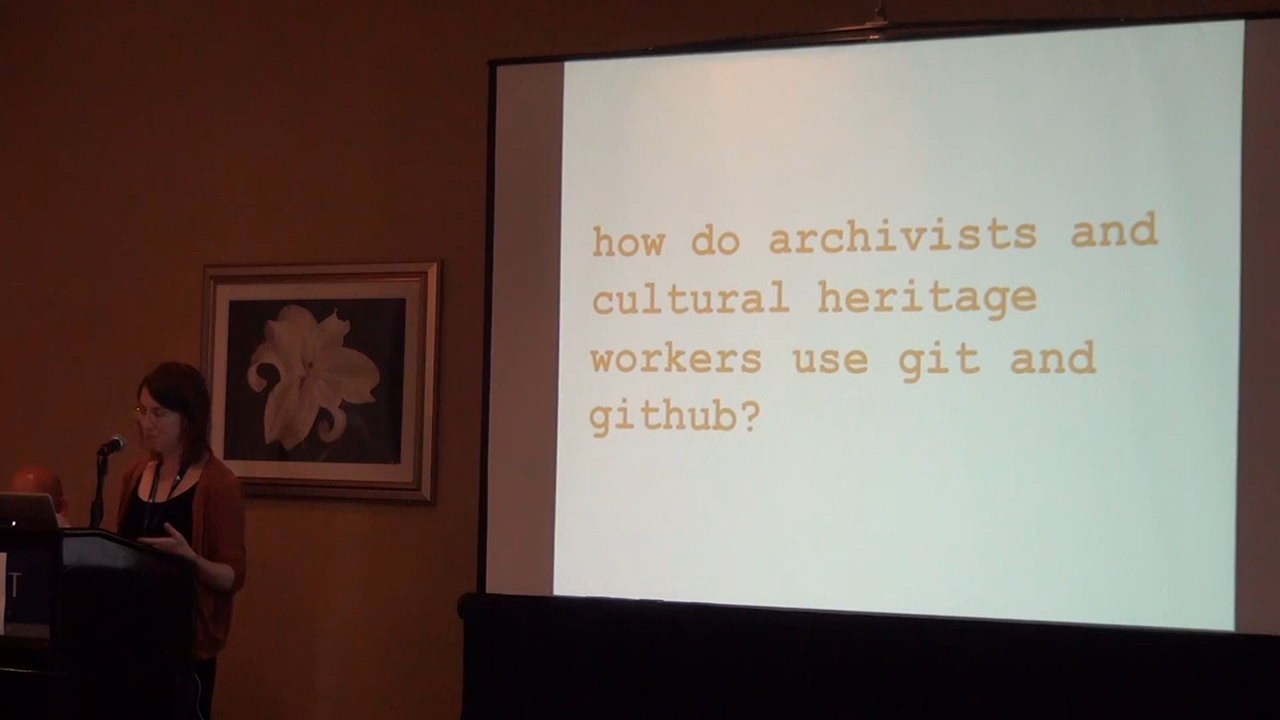 how do archivists and
cultural heritage
workers use git and
github?
T